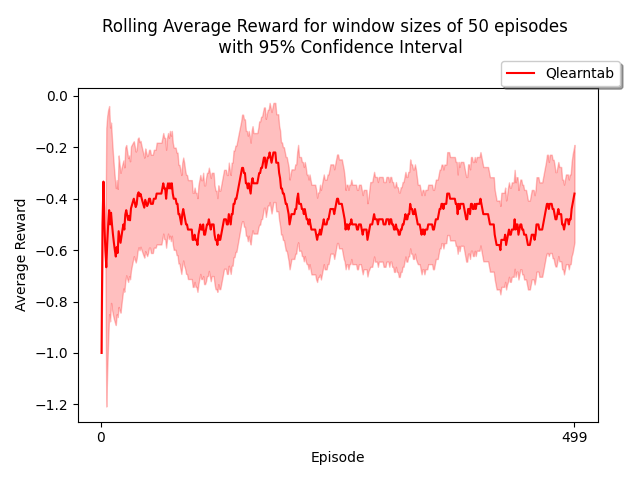 Rolling Average Reward for window sizes of 50 episodes
with 95% Confidence Interval
Qlearntab
Average Reward
0.0
−0.2
−0.4
−0.6
−0.8
−1.0
−1.2
0
499
Episode